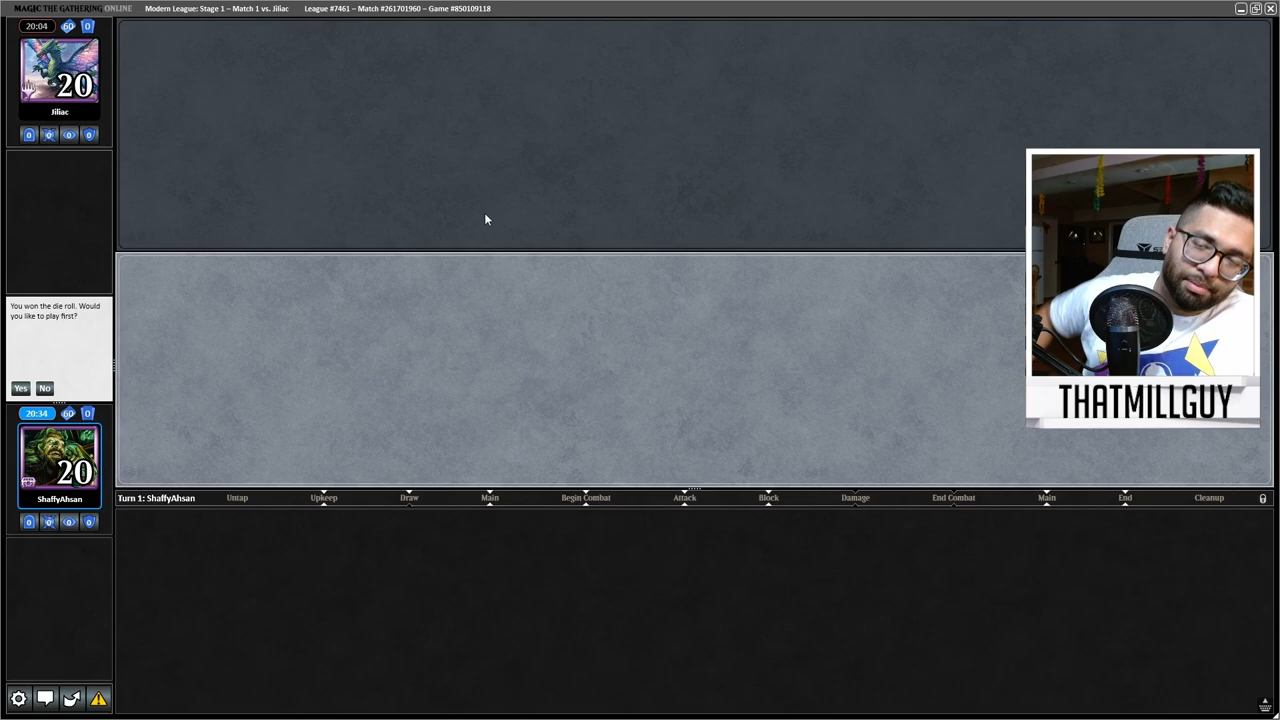 MAGIC THE GATHERING ONLINE Modern League: Stage 1 – Match 1 vs. Jiliac League #7461 – Match #261701960 – Game #850109118
20:04 60 0
20
Jiliac
0 0 0 0
You won the die roll. Would
you like to play first?
Yes No
20:34 60 0
20
ShaffyAhsan
0 0 0 0
THATMILLGUY
Turn 1: ShaffyAhsan Untap Upkeep Draw Main Begin Combat Attack Block Damage End Combat Main End Cleanup